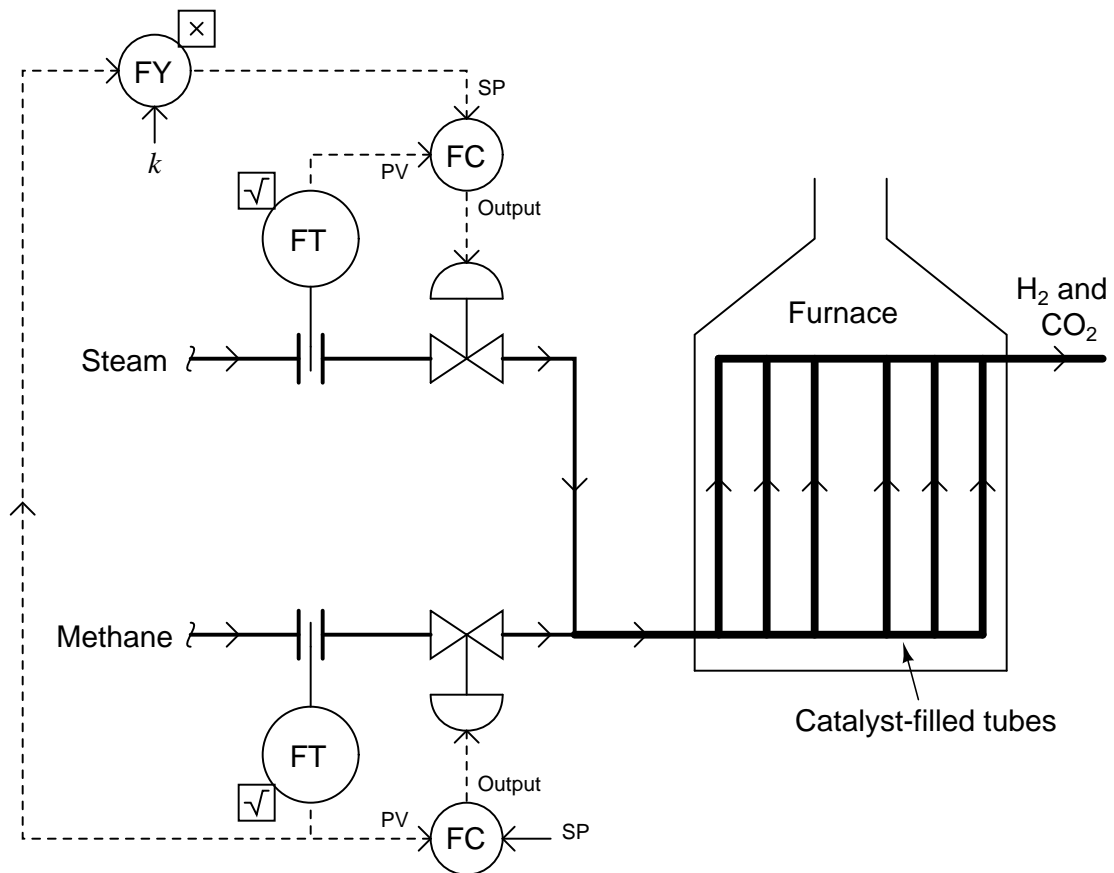 ×
FY
SP
k
FC
PV
√
FT
Output
Steam
Furnace
H₂ and
CO₂
Methane
Catalyst-filled tubes
FT
Output
√
PV
FC
SP